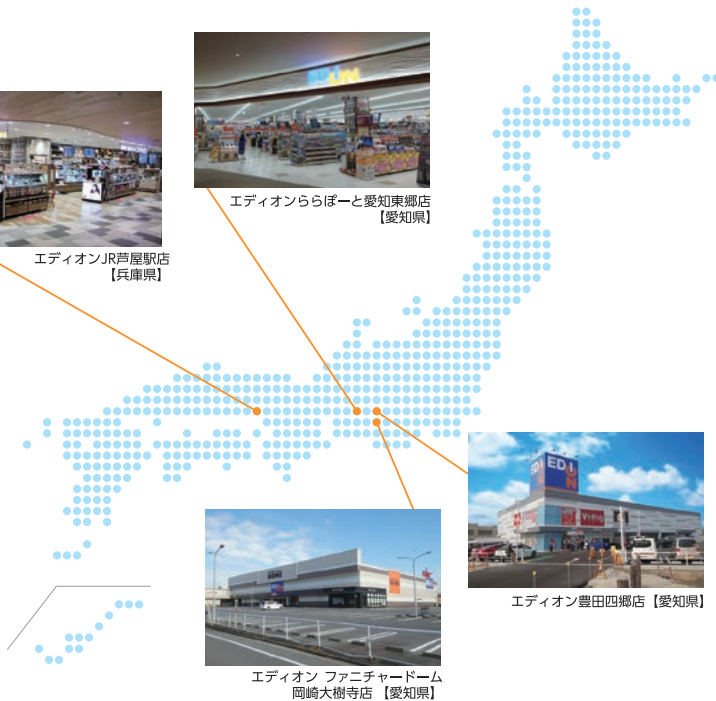 EDION
エディオンららぽーと愛知東郷店
【愛知県】
エディオンJR芦屋駅店
【兵庫県】
EDION
エディオン豊田四郷店【愛知県】
エディオン ファニチャードーム
岡崎大樹寺店 【愛知県】